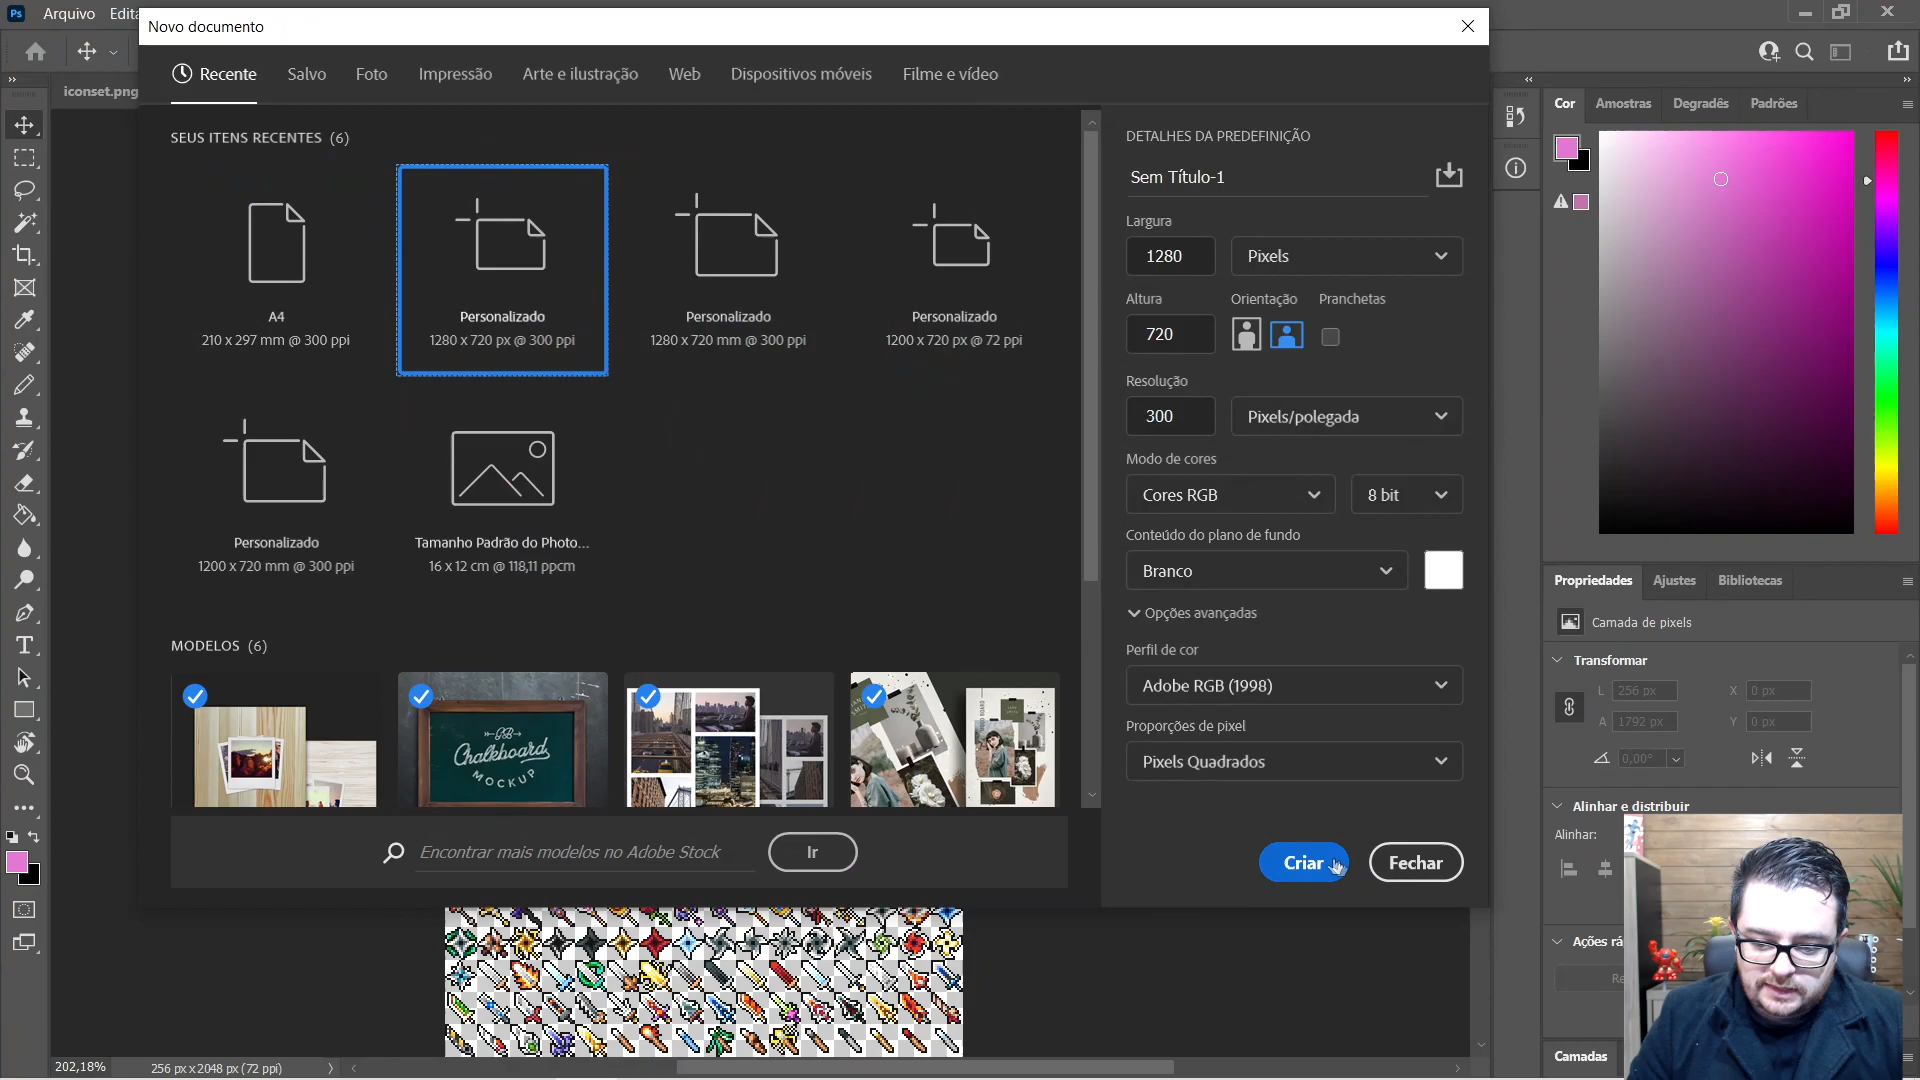 Ps Arquivo Edita
Novo documento
Recente Salvo Foto Impressão Arte e ilustração Web Dispositivos móveis Filme e vídeo
iconset.png
SEUS ITENS RECENTES (6)
A4
210 x 297 mm @ 300 ppi
Personalizado
1280 x 720 px @ 300 ppi
Personalizado
1280 x 720 mm @ 300 ppi
Personalizado
1200 x 720 px @ 72 ppi
Personalizado
1200 x 720 mm @ 300 ppi
Tamanho Padrão do Photo...
16 x 12 cm @ 118,11 ppcm
MODELOS (6)
Chalkboard
MOCKUP
Encontrar mais modelos no Adobe Stock
Ir
DETALHES DA PREDEFINIÇÃO
Sem Título-1
Largura
1280 Pixels
Altura Orientação Pranchetas
720
Resolução
300 Pixels/polegada
Modo de cores
Cores RGB 8 bit
Conteúdo do plano de fundo
Branco
Opções avançadas
Perfil de cor
Adobe RGB (1998)
Proporções de pixel
Pixels Quadrados
Criar Fechar
Cor Amostras Degradês Padrões
Propriedades Ajustes Bibliotecas
Camada de pixels
Transformar
L 256 px X 0 px
A 1792 px Y 0 px
0,00°
Alinhar e distribuir
Alinhar:
Ações rá
Re
Camadas
202,18% 256 px x 2048 px (72 ppi)